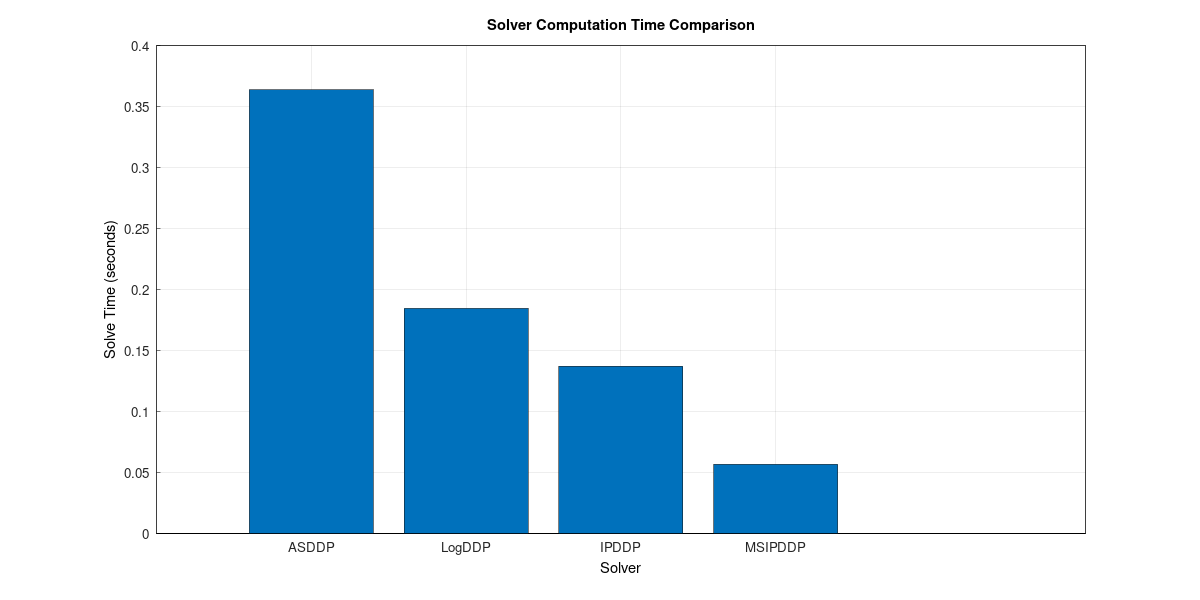 Solver Computation Time Comparison
0.4
0.35
0.3
0.25
0.2
0.15
0.1
0.05
0
Solve Time (seconds)
ASDDP LogDDP IPDDP MSIPDDP
Solver